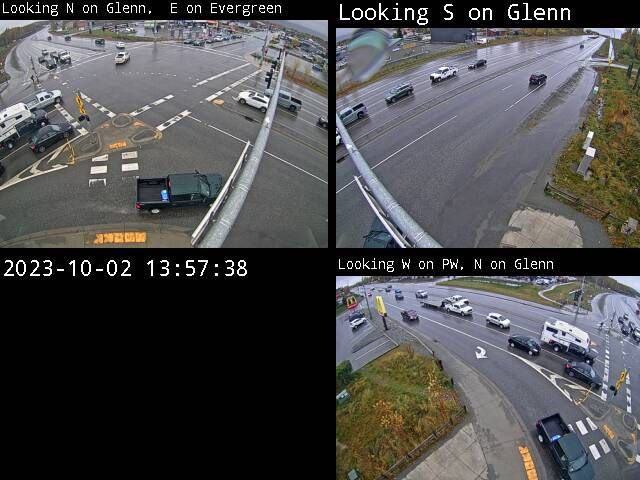 Looking N on Glenn, E on Evergreen
Looking S on Glenn
2023-10-02 13:57:38
Looking W on PW, N on Glenn